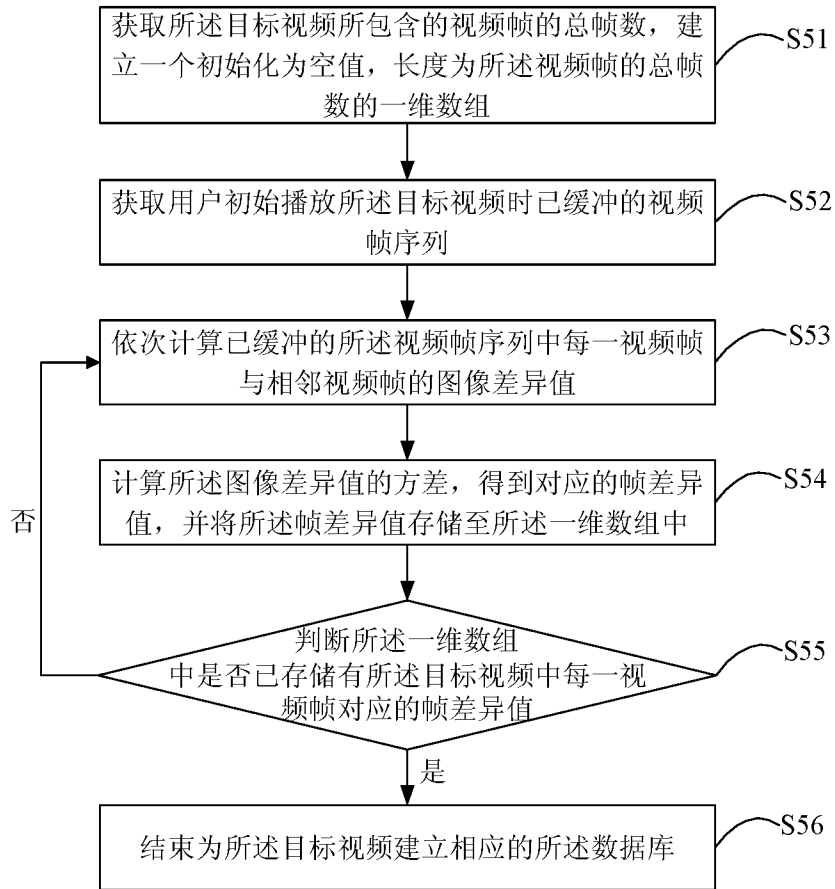 获取所述目标视频所包含的视频帧的总帧数，建
立一个初始化为空值，长度为所述视频帧的总帧
数的一维数组
S51
获取用户初始播放所述目标视频时已缓冲的视频
帧序列
S52
依次计算已缓冲的所述视频帧序列中每一视频帧
与相邻视频帧的图像差异值
S53
计算所述图像差异值的方差，得到对应的帧差异
值，并将所述帧差异值存储至所述一维数组中
S54
否
判断所述一维数组
中是否已存储有所述目标视频中每一视
频帧对应的帧差异值
S55
是
结束为所述目标视频建立相应的所述数据库
S56